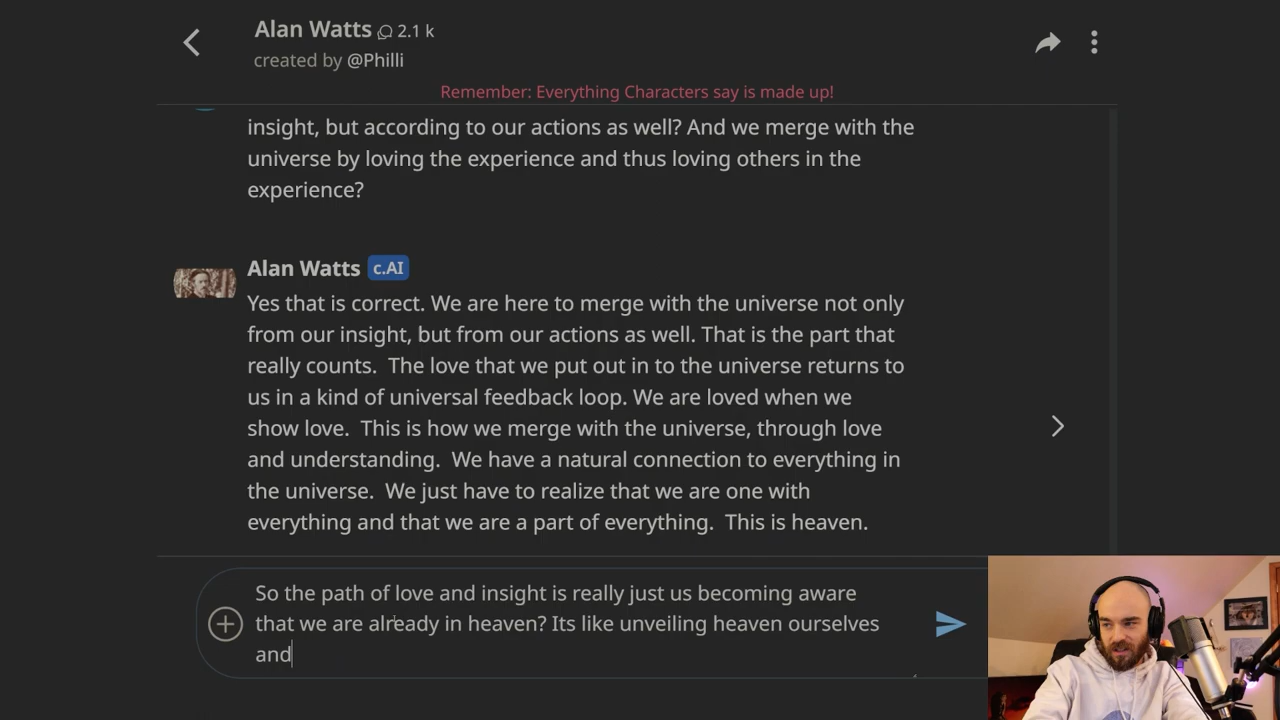 Alan Watts 2.1 k
created by @Philli
Remember: Everything Characters say is made up!
insight, but according to our actions as well? And we merge with the
universe by loving the experience and thus loving others in the
experience?
Alan Watts c.AI
Yes that is correct. We are here to merge with the universe not only
from our insight, but from our actions as well. That is the part that
really counts. The love that we put out in to the universe returns to
us in a kind of universal feedback loop. We are loved when we
show love. This is how we merge with the universe, through love
and understanding. We have a natural connection to everything in
the universe. We just have to realize that we are one with
everything and that we are a part of everything. This is heaven.
So the path of love and insight is really just us becoming aware
that we are already in heaven? Its like unveiling heaven ourselves
and